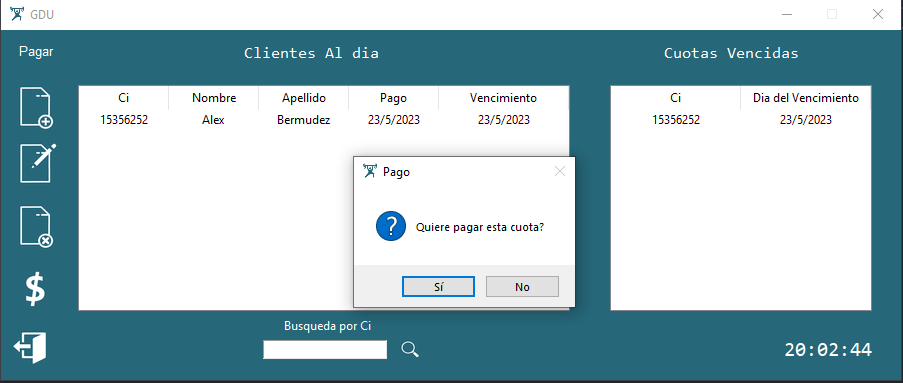 GDU
Pagar
Clientes Al dia
Cuotas Vencidas
Ci Nombre Apellido Pago Vencimiento
15356252 Alex Bermudez 23/5/2023 23/5/2023
Ci Dia del Vencimiento
15356252 23/5/2023
Pago
Quiere pagar esta cuota?
Sí No
Busqueda por Ci
20:02:44